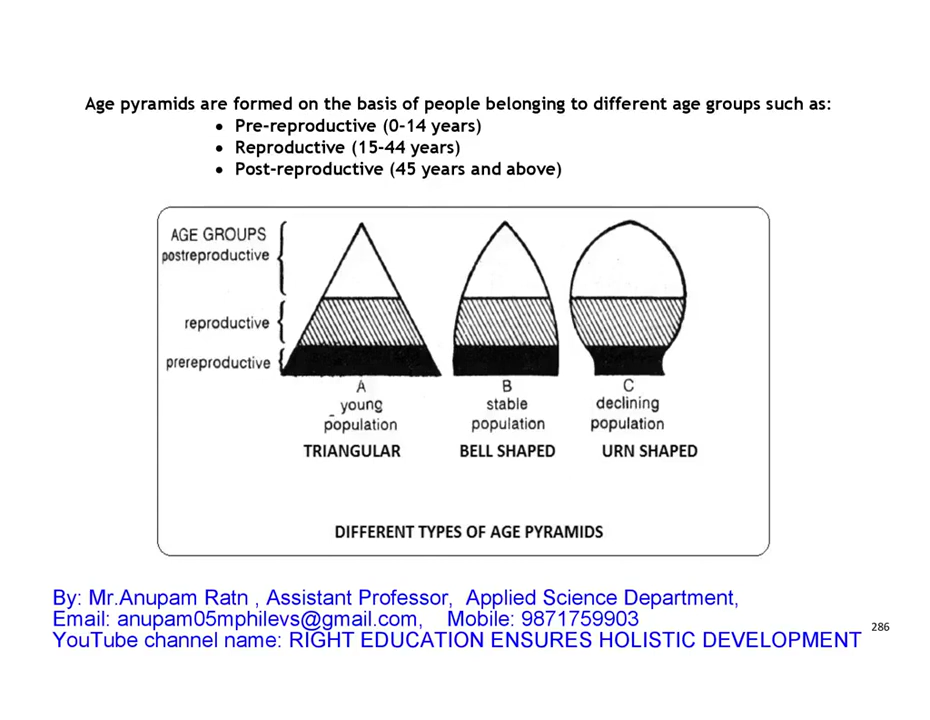 Age pyramids are formed on the basis of people belonging to different age groups such as:
• Pre-reproductive (0-14 years)
• Reproductive (15-44 years)
• Post-reproductive (45 years and above)
AGE GROUPS
postreproductive
reproductive
prereproductive
A
young
population
TRIANGULAR
B
stable
population
BELL SHAPED
C
declining
population
URN SHAPED
DIFFERENT TYPES OF AGE PYRAMIDS
By: Mr.Anupam Ratn , Assistant Professor, Applied Science Department,
Email: anupam05mphilevs@gmail.com, Mobile: 9871759903
YouTube channel name: RIGHT EDUCATION ENSURES HOLISTIC DEVELOPMENT
286